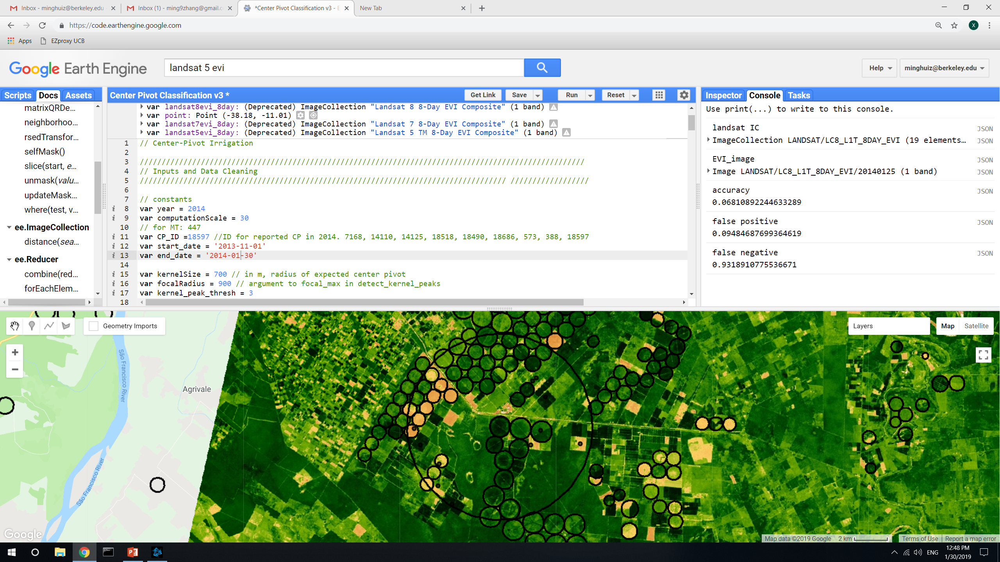 Inbox - minghuiz@berkeley.edu
Inbox (1) - ming9zhang@gmail.c
*Center Pivot Classification v3 - E
New Tab
https://code.earthengine.google.com
Apps
EZproxy UCB
Google Earth Engine
landsat 5 evi
Help
minghuiz@berkeley.edu
Scripts Docs Assets
matrixQRDe...
neighborhoo...
rsedTransfor...
selfMask()
slice(start, e...
unmask(valu...
updateMask...
where(test, v...
ee.ImageCollection
distance(sea...
ee.Reducer
combine(red...
forEachElem...
Center Pivot Classification v3 *
Get Link Save Run Reset
var landsat8evi_8day: (Deprecated) ImageCollection "Landsat 8 8-Day EVI Composite" (1 band)
var point: Point (-38.18, -11.01)
var landsat7evi_8day: (Deprecated) ImageCollection "Landsat 7 8-Day EVI Composite" (1 band)
var landsat5evi_8day: (Deprecated) ImageCollection "Landsat 5 TM 8-Day EVI Composite" (1 band)
1 // Center-Pivot Irrigation
2
3 /////////////////////////////////////////////////////////////////////////////////////////////////////
4 // Inputs and Data Cleaning
5 //////////////////////////////////////////////////////////////////////////////////// //////////////////
6
7 // constants
i 8 var year = 2014
i 9 var computationScale = 30
10 // for MT: 447
i 11 var CP_ID =18597 //ID for reported CP in 2014. 7168, 14110, 14125, 18518, 18490, 18686, 573, 388, 18597
i 12 var start_date = '2013-11-01'
i 13 var end_date = '2014-01-30'
14
i 15 var kernelSize = 700 // in m, radius of expected center pivot
i 16 var focalRadius = 900 // argument to focal_max in detect_kernel_peaks
i 17 var kernel_peak_thresh = 3
18
Inspector Console Tasks
Use print(...) to write to this console.
landsat IC JSON
ImageCollection LANDSAT/LC8_L1T_8DAY_EVI (19 elements... JSON
EVI_image JSON
Image LANDSAT/LC8_L1T_8DAY_EVI/20140125 (1 band) JSON
accuracy JSON
0.06810892244633289
false positive JSON
0.09484687699364619
false negative JSON
0.9318910775536671
Geometry Imports
Layers
Map Satellite
+
−
São Francisco River
Agrivale
São Francisco River
Google
Map data ©2019 Google 2 km Terms of Use Report a map error
X
ENG
12:48 PM
1/30/2019